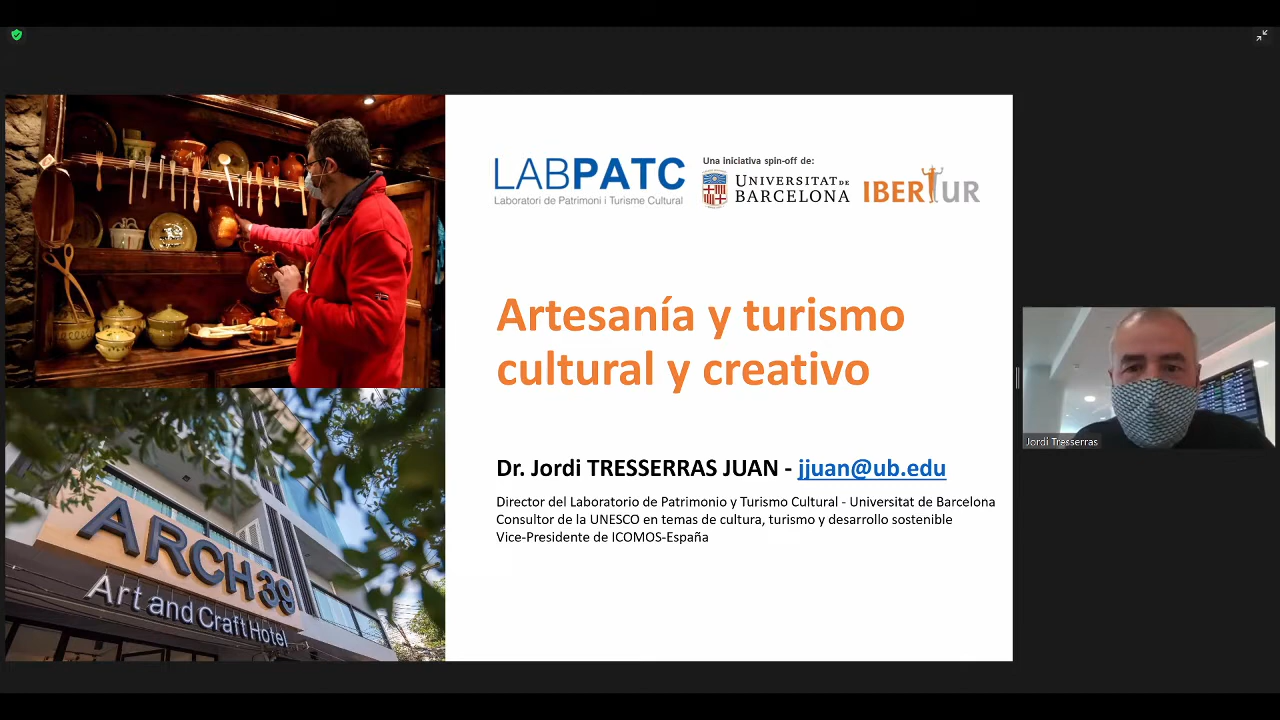 LABPATC
Laboratori de Patrimoni i Turisme Cultural
Una iniciativa spin-off de:
UNIVERSITAT DE
BARCELONA
IBERTUR
Artesanía y turismo
cultural y creativo
Dr. Jordi TRESSERRAS JUAN - jjuan@ub.edu
Director del Laboratorio de Patrimonio y Turismo Cultural - Universitat de Barcelona
Consultor de la UNESCO en temas de cultura, turismo y desarrollo sostenible
Vice-Presidente de ICOMOS-España
ARCH39
Art and Craft Hotel
Jordi Tresserras